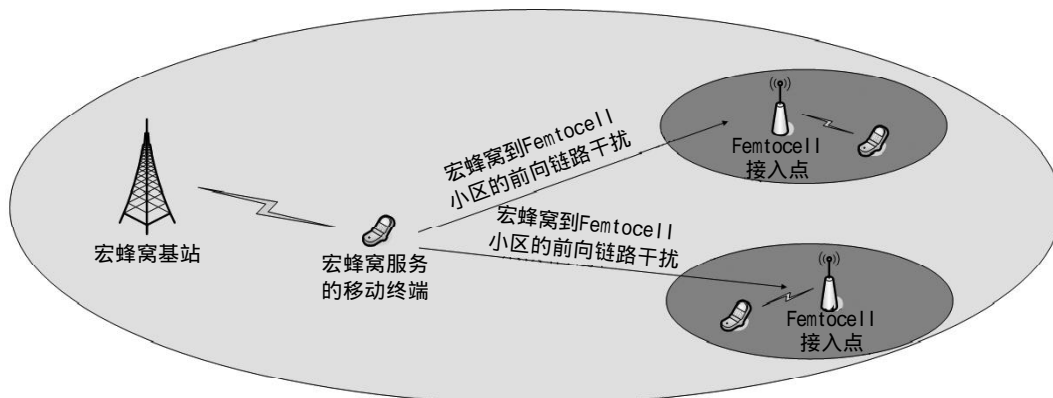 宏蜂窝到Femtocell
小区的前向链路干扰
Femtocell
接入点
宏蜂窝到Femtocell
小区的前向链路干扰
宏蜂窝基站
宏蜂窝服务
的移动终端
Femtocell
接入点